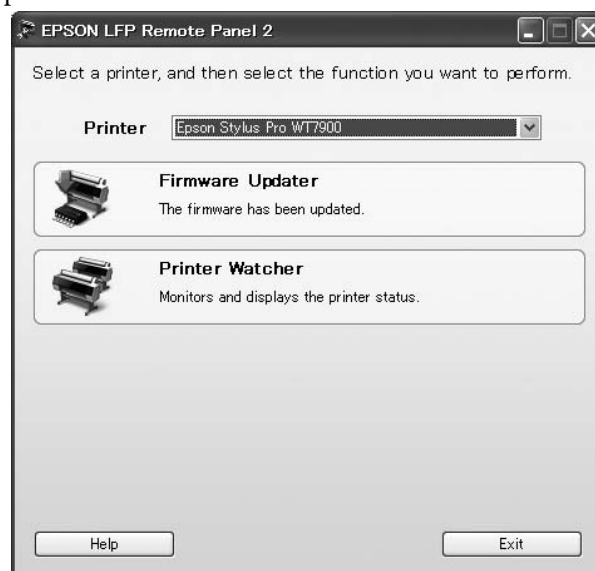 EPSON LFP Remote Panel 2
Select a printer, and then select the function you want to perform.
Printer Epson Stylus Pro WT7900
Firmware Updater
The firmware has been updated.
Printer Watcher
Monitors and displays the printer status.
Help Exit